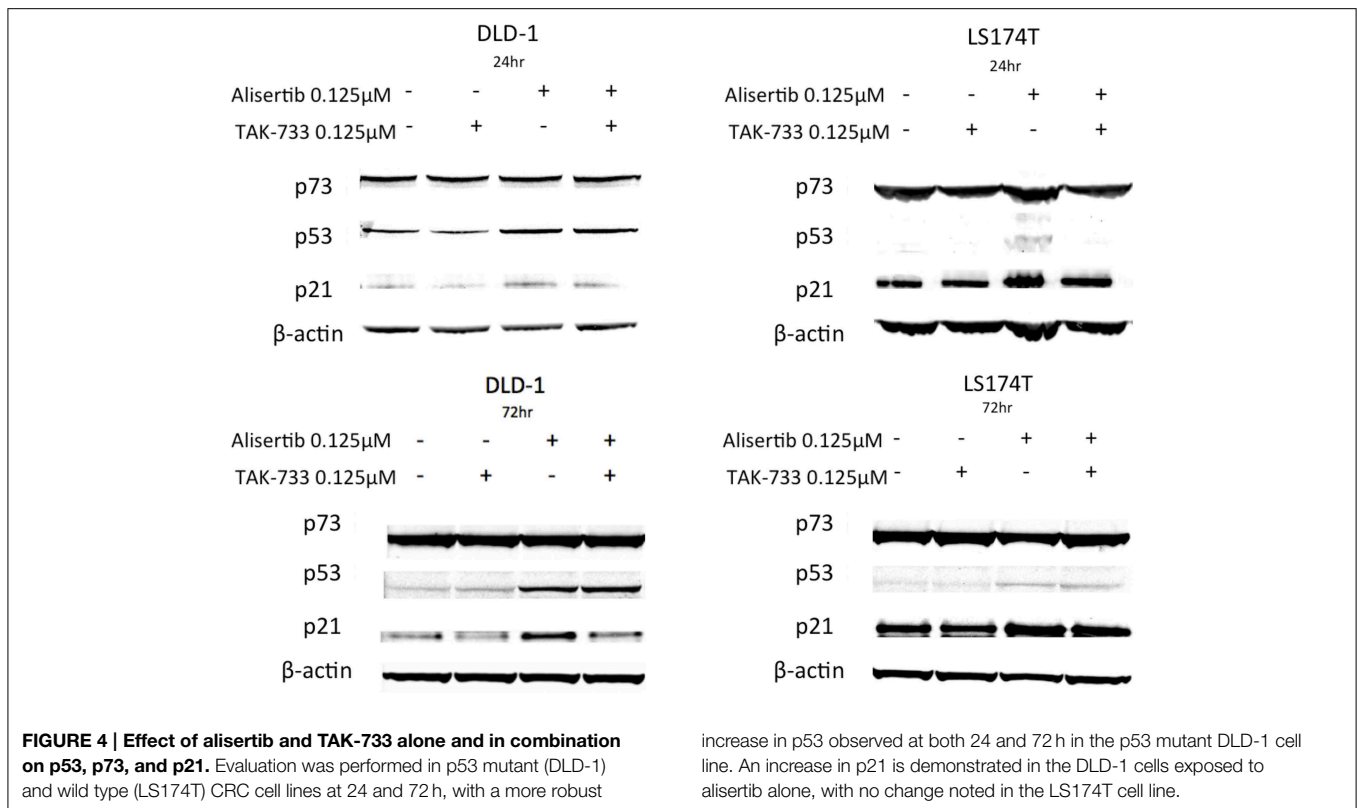 DLD-1
24hr
Alisertib 0.125μM - - + +
TAK-733 0.125μM - + - +
p73
p53
p21
β-actin
LS174T
24hr
Alisertib 0.125μM - - + +
TAK-733 0.125μM - + - +
p73
p53
p21
β-actin
DLD-1
72hr
Alisertib 0.125μM - - + +
TAK-733 0.125μM - + - +
p73
p53
p21
β-actin
LS174T
72hr
Alisertib 0.125μM - - + +
TAK-733 0.125μM - + - +
p73
p53
p21
β-actin
FIGURE 4 | Effect of alisertib and TAK-733 alone and in combination
on p53, p73, and p21. Evaluation was performed in p53 mutant (DLD-1)
and wild type (LS174T) CRC cell lines at 24 and 72 h, with a more robust
increase in p53 observed at both 24 and 72 h in the p53 mutant DLD-1 cell
line. An increase in p21 is demonstrated in the DLD-1 cells exposed to
alisertib alone, with no change noted in the LS174T cell line.